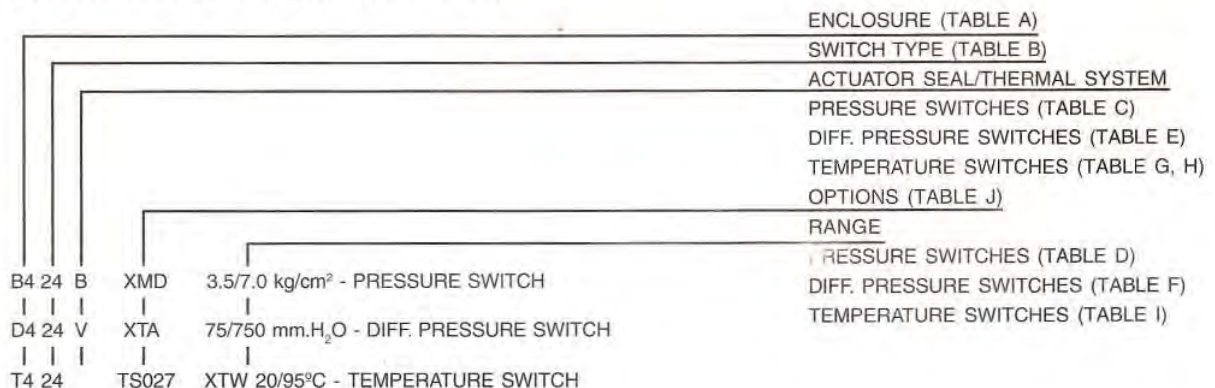 ENCLOSURE (TABLE A)
SWITCH TYPE (TABLE B)
ACTUATOR SEAL/THERMAL SYSTEM
PRESSURE SWITCHES (TABLE C)
DIFF. PRESSURE SWITCHES (TABLE E)
TEMPERATURE SWITCHES (TABLE G, H)
OPTIONS (TABLE J)
RANGE
RESSURE SWITCHES (TABLE D)
DIFF. PRESSURE SWITCHES (TABLE F)
TEMPERATURE SWITCHES (TABLE I)
B4 24 B XMD 3.5/7.0 kg/cm² - PRESSURE SWITCH
D4 24 V XTA 75/750 mm.H₂O - DIFF. PRESSURE SWITCH
T4 24 TS027 XTW 20/95ºC - TEMPERATURE SWITCH